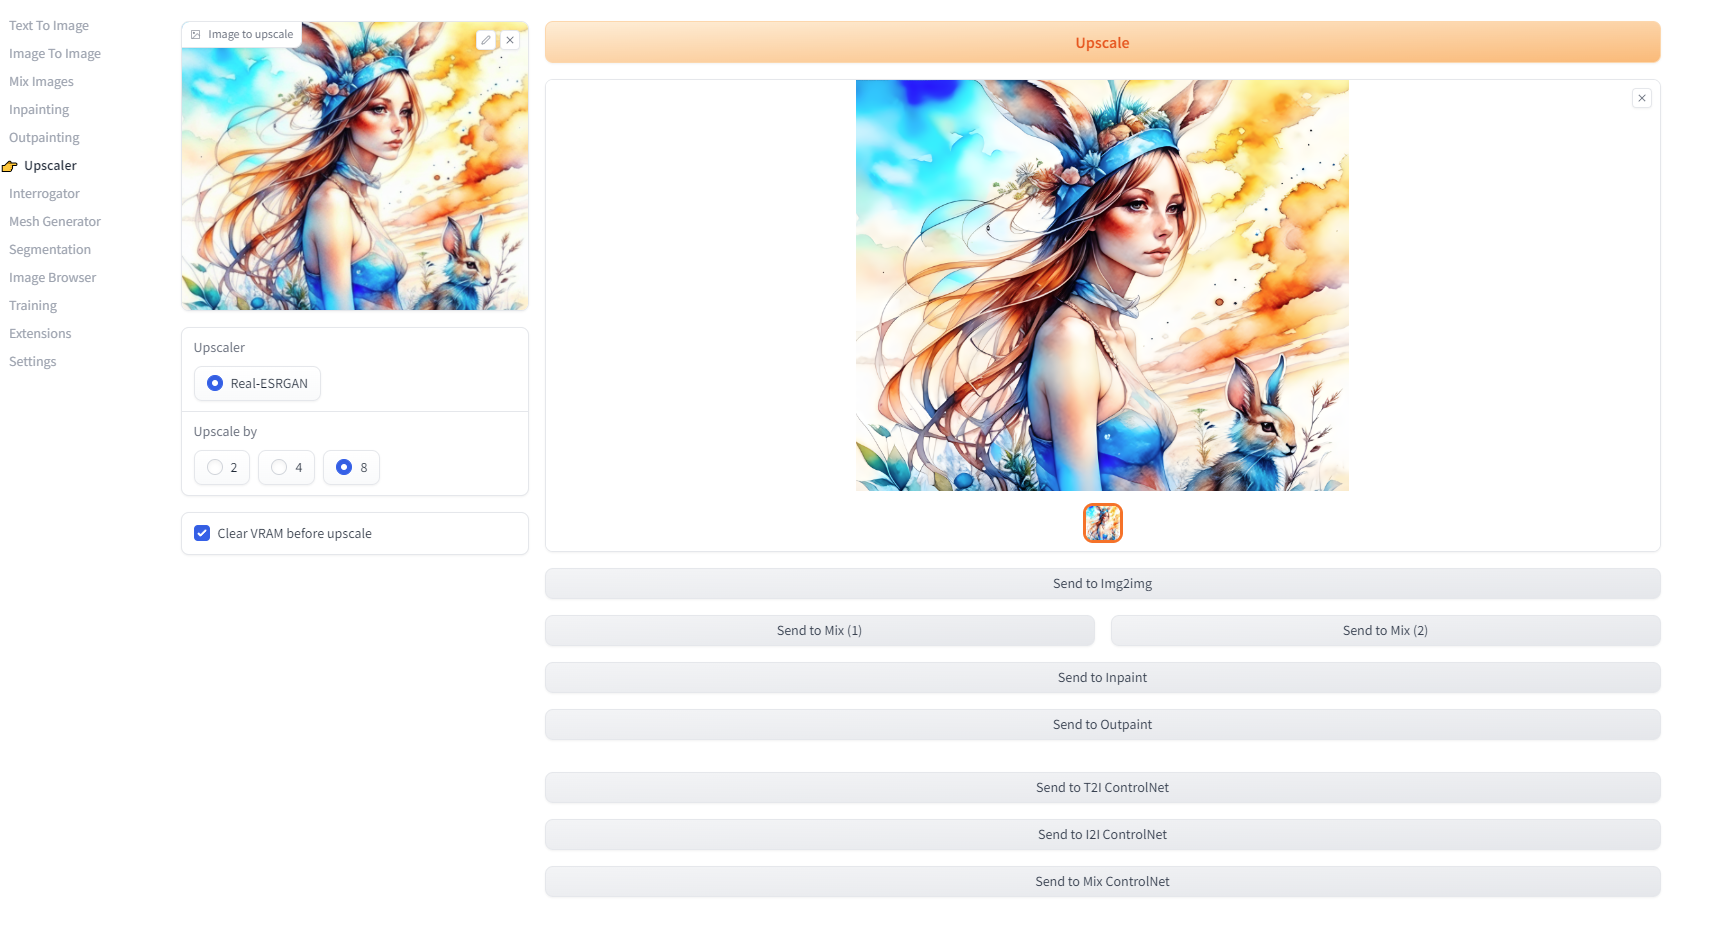 Text To Image
Image To Image
Mix Images
Inpainting
Outpainting
Upscaler
Interrogator
Mesh Generator
Segmentation
Image Browser
Training
Extensions
Settings
Image to upscale
Upscaler
Real-ESRGAN
Upscale by
2 4 8
Clear VRAM before upscale
Upscale
Send to Img2img
Send to Mix (1) Send to Mix (2)
Send to Inpaint
Send to Outpaint
Send to T2I ControlNet
Send to I2I ControlNet
Send to Mix ControlNet